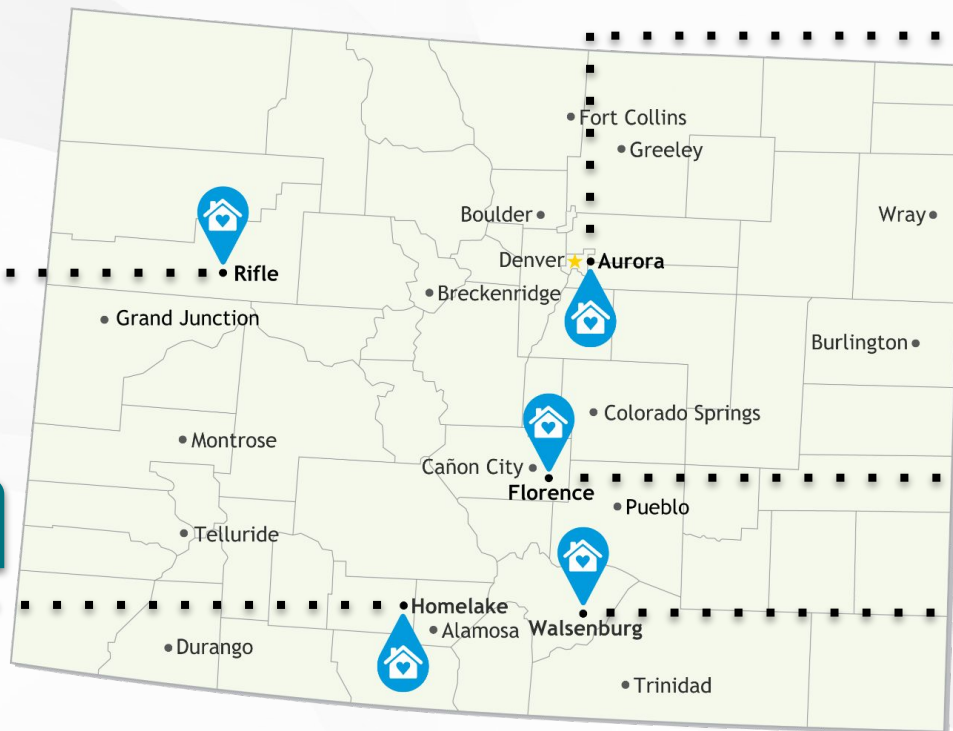 Fort Collins
Greeley
Boulder
Wray
Denver
Aurora
Rifle
Breckenridge
Grand Junction
Burlington
Colorado Springs
Montrose
Cañon City
Florence
Pueblo
Telluride
Homelake
Alamosa
Walsenburg
Durango
Trinidad